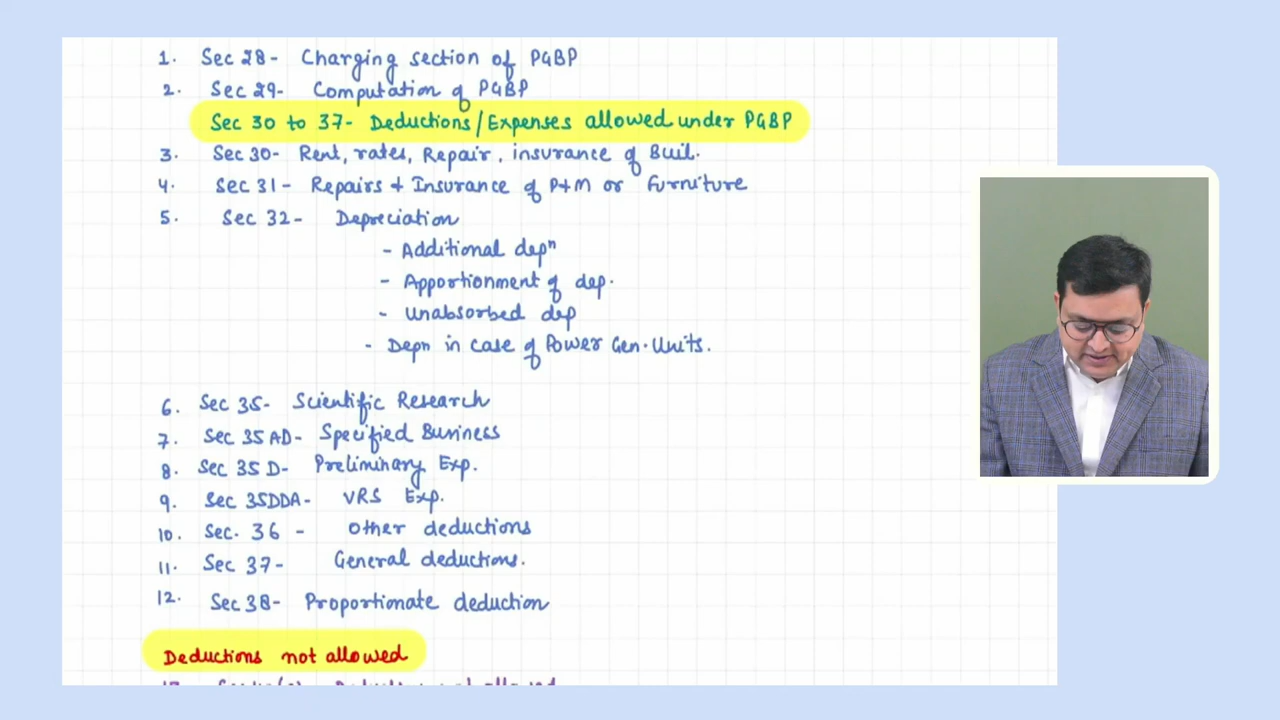 1. Sec 28- Charging section of PGBP
2. Sec 29- Computation of PGBP
Sec 30 to 37- Deductions/Expenses allowed under PGBP
3. Sec 30- Rent, rates, Repair, insurance of Buil.
4. Sec 31- Repairs + Insurance of P+M or Furniture
5. Sec 32- Depreciation
- Additional depⁿ
- Apportionment of dep.
- Unabsorbed dep
- Depn in case of Power Gen. Units.
6. Sec 35- Scientific Research
7. Sec 35 AD- Specified Business
8. Sec 35 D- Preliminary Exp.
9. Sec 35DDA- VRS Exp.
10. Sec. 36 - Other deductions
11. Sec 37- General deductions.
12. Sec 38- Proportionate deduction
Deductions not allowed